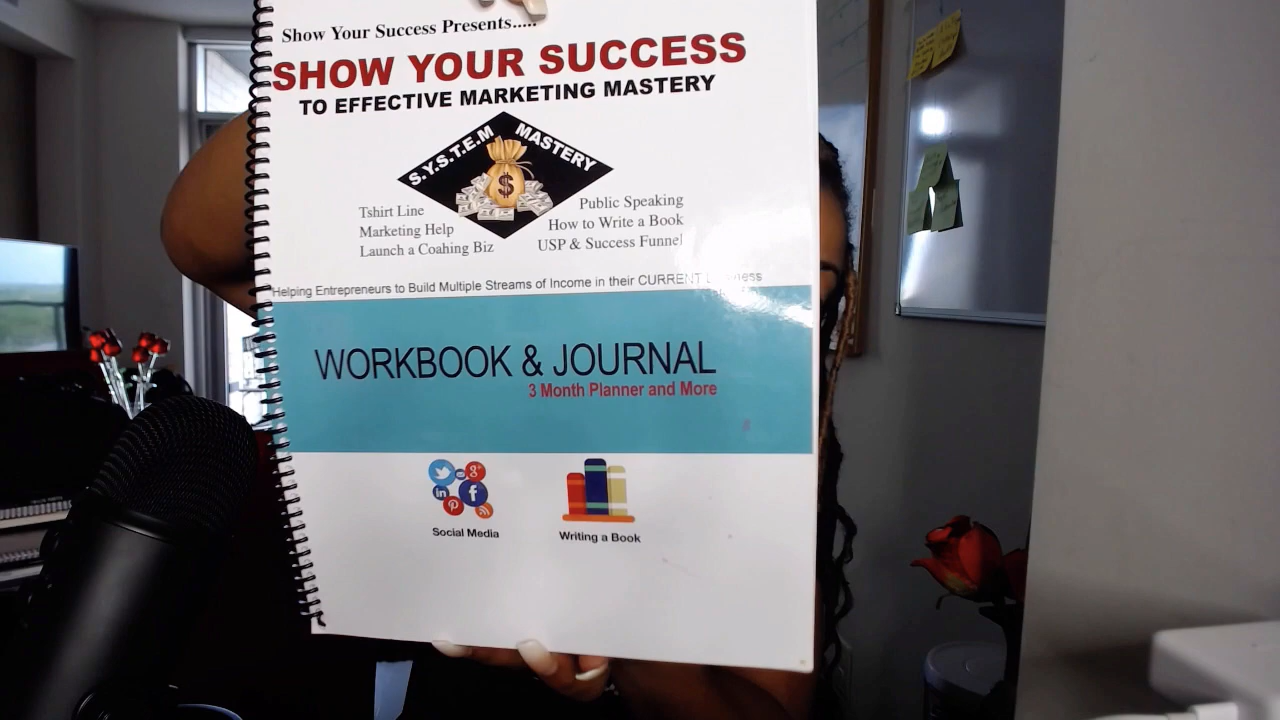 Show Your Success Presents.....
SHOW YOUR SUCCESS
TO EFFECTIVE MARKETING MASTERY
S.Y.S.T.E.M MASTERY
$
Tshirt Line
Marketing Help
Launch a Coahing Biz
Public Speaking
How to Write a Book
USP & Success Funnel
Helping Entrepreneurs to Build Multiple Streams of Income in their CURRENT
WORKBOOK & JOURNAL
3 Month Planner and More
g+
in
f
Social Media
Writing a Book